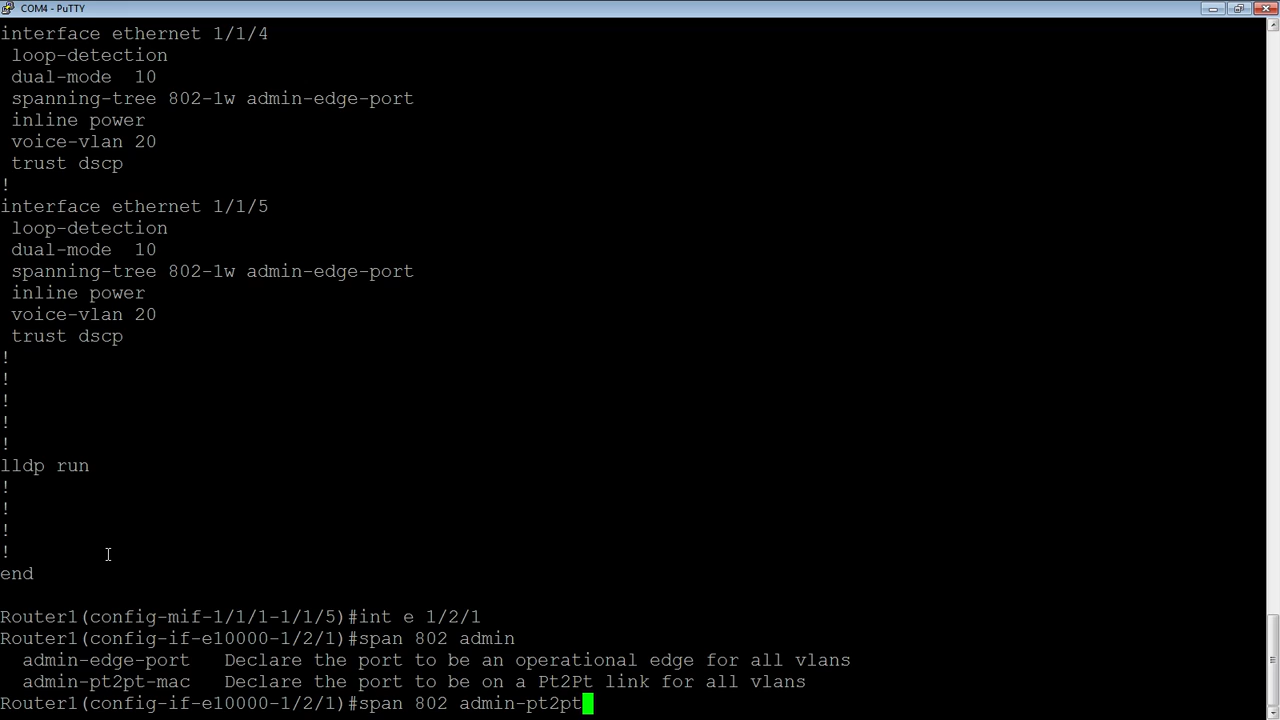 COM4 - PuTTY
interface ethernet 1/1/4
 loop-detection
 dual-mode  10
 spanning-tree 802-1w admin-edge-port
 inline power
 voice-vlan 20
 trust dscp
!
interface ethernet 1/1/5
 loop-detection
 dual-mode  10
 spanning-tree 802-1w admin-edge-port
 inline power
 voice-vlan 20
 trust dscp
!
!
!
!
!
lldp run
!
!
!
!
end
Router1(config-mif-1/1/1-1/1/5)#int e 1/2/1
Router1(config-if-e10000-1/2/1)#span 802 admin
  admin-edge-port   Declare the port to be an operational edge for all vlans
  admin-pt2pt-mac   Declare the port to be on a Pt2Pt link for all vlans
Router1(config-if-e10000-1/2/1)#span 802 admin-pt2pt